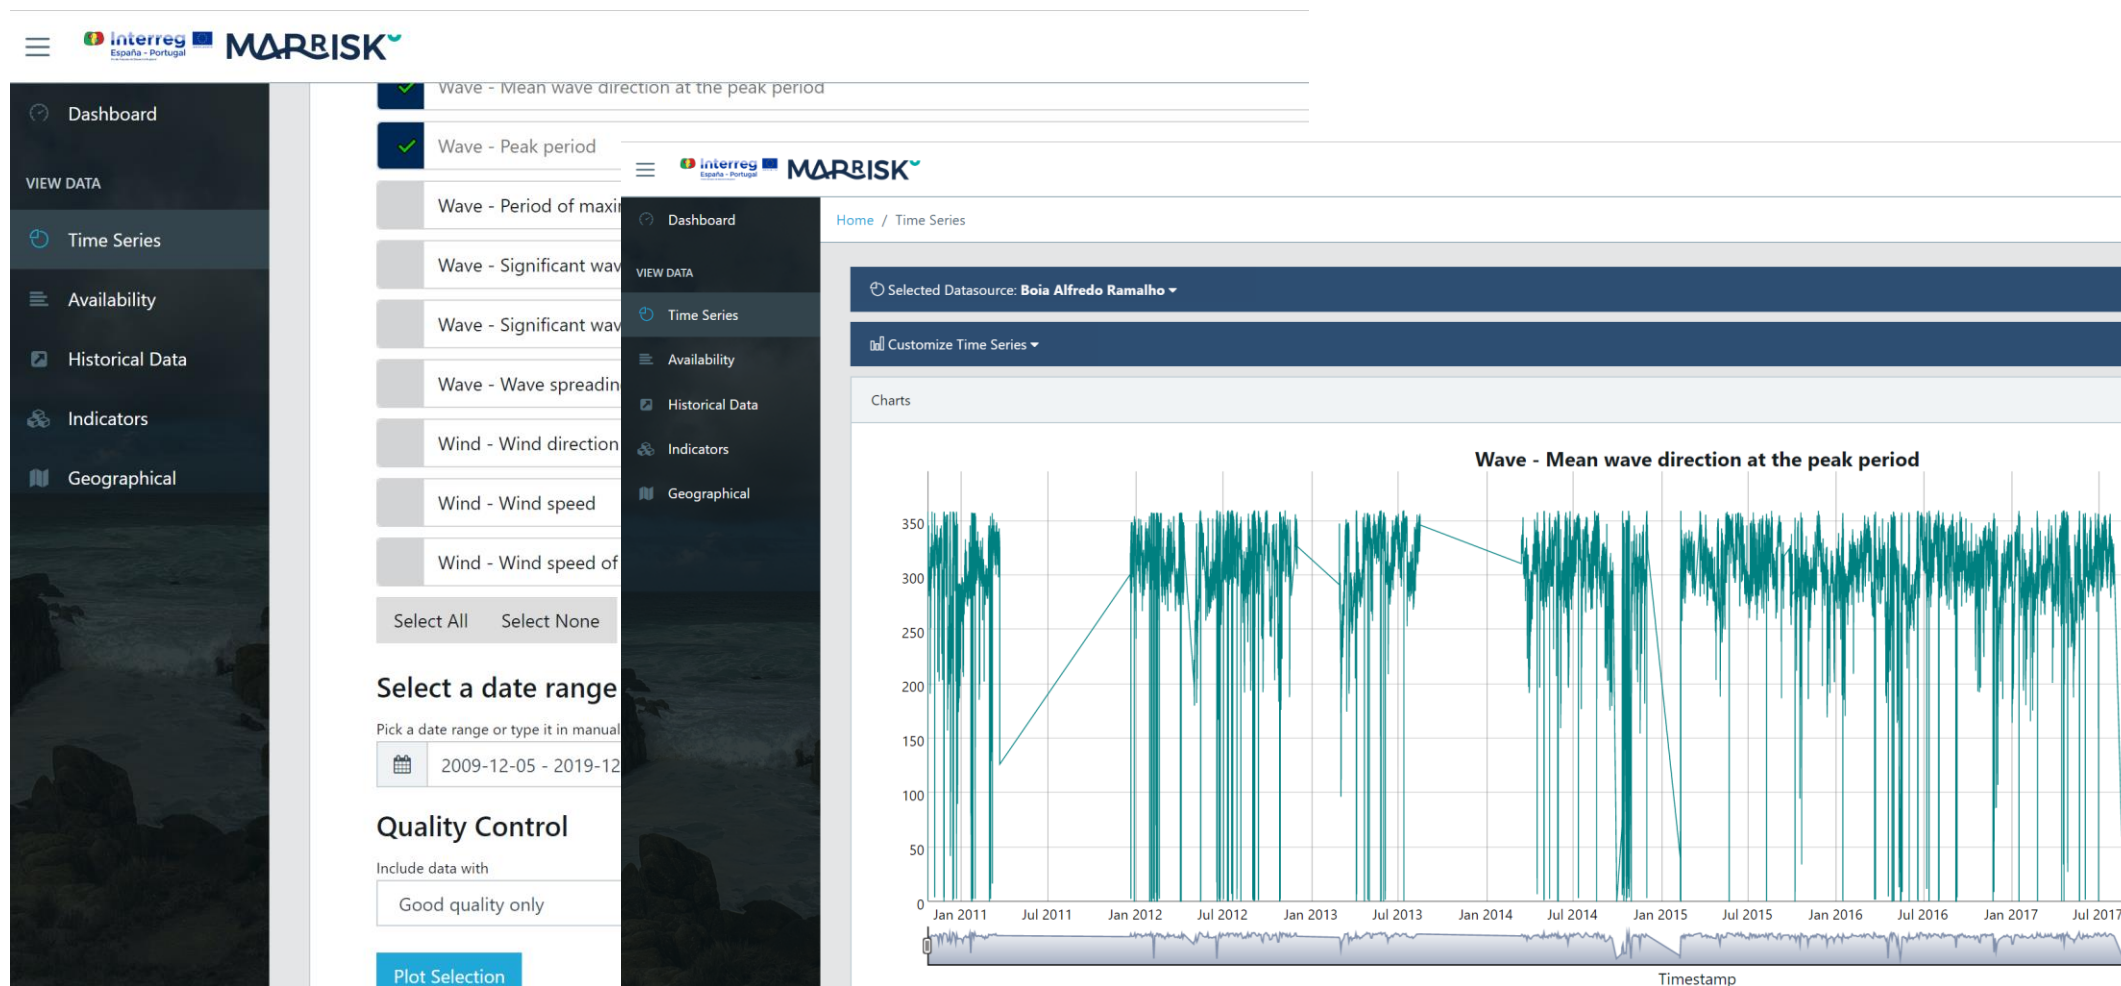 Interreg
España - Portugal
MARRISK
Dashboard
VIEW DATA
Time Series
Availability
Historical Data
Indicators
Geographical
Wave - Mean wave direction at the peak period
Wave - Peak period
Wave - Period of maxi
Wave - Significant wav
Wave - Significant wav
Wave - Wave spreadin
Wind - Wind direction
Wind - Wind speed
Wind - Wind speed of
Select All Select None
Select a date range
Pick a date range or type it in manual
2009-12-05 - 2019-12
Quality Control
Include data with
Good quality only
Plot Selection
Interreg
España - Portugal
MARRISK
Dashboard
VIEW DATA
Time Series
Availability
Historical Data
Indicators
Geographical
Home / Time Series
Selected Datasource: Boia Alfredo Ramalho
Customize Time Series
Charts
Wave - Mean wave direction at the peak period
350
300
250
200
150
100
50
0
Jan 2011 Jul 2011 Jan 2012 Jul 2012 Jan 2013 Jul 2013 Jan 2014 Jul 2014 Jan 2015 Jul 2015 Jan 2016 Jul 2016 Jan 2017 Jul 2017
Timestamp